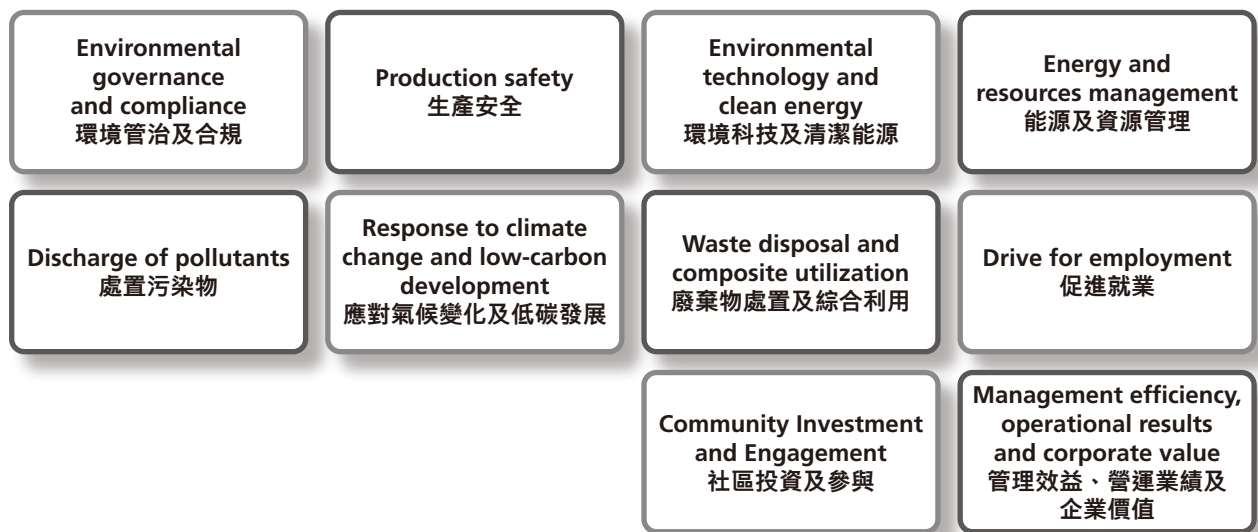 Environmental
governance
and compliance
環境管治及合規
Production safety
生產安全
Environmental
technology and
clean energy
環境科技及清潔能源
Energy and
resources management
能源及資源管理
Discharge of pollutants
處置污染物
Response to climate
change and low-carbon
development
應對氣候變化及低碳發展
Waste disposal and
composite utilization
廢棄物處置及綜合利用
Drive for employment
促進就業
Community Investment
and Engagement
社區投資及參與
Management efficiency,
operational results
and corporate value
管理效益、營運業績及
企業價值